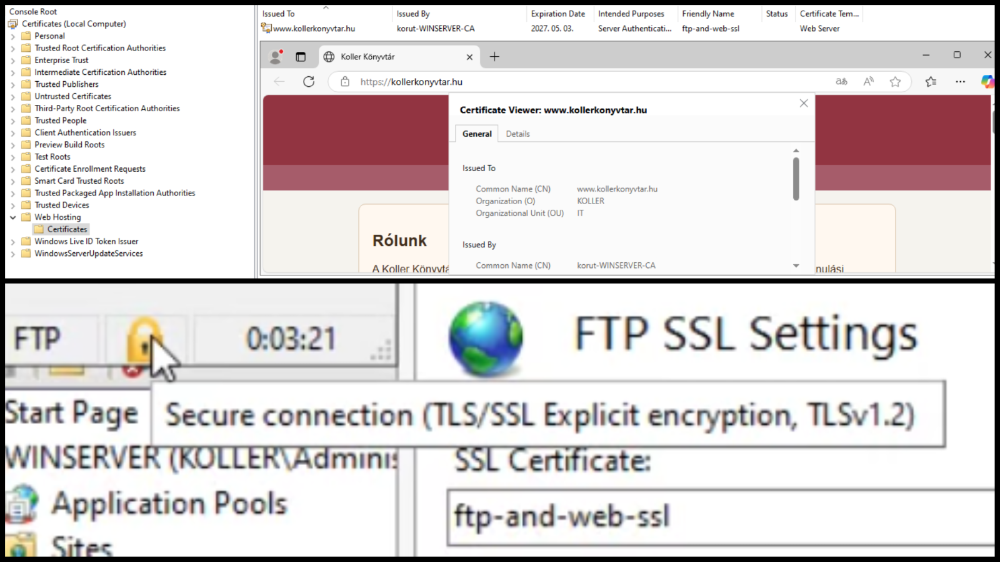 Console Root
Certificates (Local Computer)
Personal
Trusted Root Certification Authorities
Enterprise Trust
Intermediate Certification Authorities
Trusted Publishers
Untrusted Certificates
Third-Party Root Certification Authorities
Trusted People
Client Authentication Issuers
Preview Build Roots
Test Roots
Certificate Enrollment Requests
Smart Card Trusted Roots
Trusted Packaged App Installation Authorities
Trusted Devices
Web Hosting
Certificates
Windows Live ID Token Issuer
WindowsServerUpdateServices
Issued To Issued By Expiration Date Intended Purposes Friendly Name Status Certificate Tem...
www.kollerkonyvtar.hu korut-WINSERVER-CA 2027. 05. 03. Server Authenticati... ftp-and-web-ssl Web Server
Koller Könyvtár
https://kollerkonyvtar.hu
Certificate Viewer: www.kollerkonyvtar.hu
General Details
Issued To
Common Name (CN) www.kollerkonyvtar.hu
Organization (O) KOLLER
Organizational Unit (OU) IT
Issued By
Common Name (CN) korut-WINSERVER-CA
Rólunk
A Koller Könyvtá
nulási
FTP 0:03:21
FTP SSL Settings
Start Page
Secure connection (TLS/SSL Explicit encryption, TLSv1.2)
WINSERVER (KOLLER\Adminis
SSL Certificate:
Application Pools
ftp-and-web-ssl
Sites